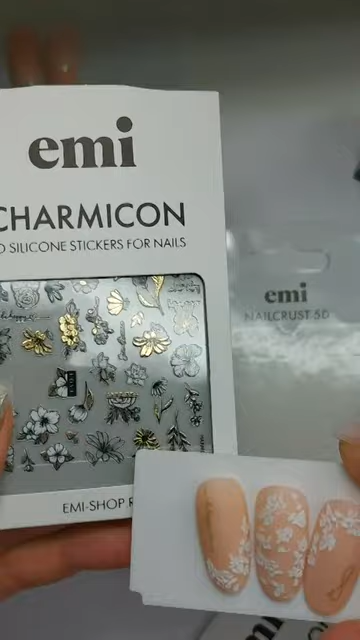 emi
CHARMICON
D SILICONE STICKERS FOR NAILS
EMI-SHOP.R
emi
NAILCRUST 5D